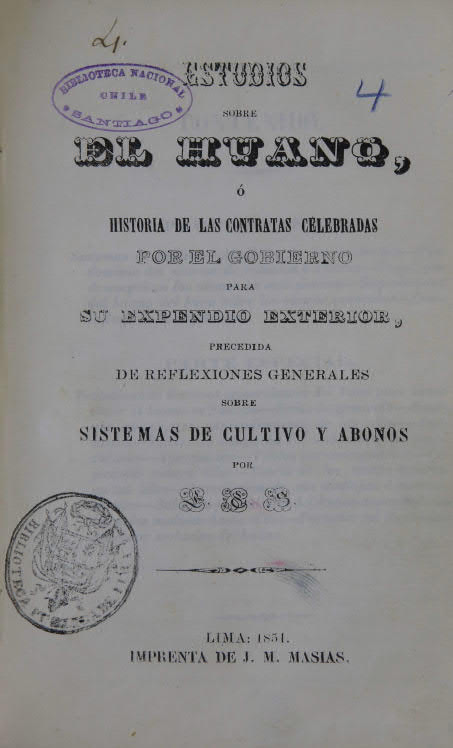 4.
ESTUDIOS
BIBLIOTECA NACIONAL
CHILE
SANTIAGO
4
SOBRE
EL HUANO,
ó
HISTORIA DE LAS CONTRATAS CELEBRADAS
POR EL GOBIERNO
PARA
SU EXPENDIO EXTERIOR,
PRECEDIDA
DE REFLEXIONES GENERALES
SOBRE
SISTEMAS DE CULTIVO Y ABONOS
POR
BIBLIOTECA
LIMA: 1851.
IMPRENTA DE J. M. MASIAS.